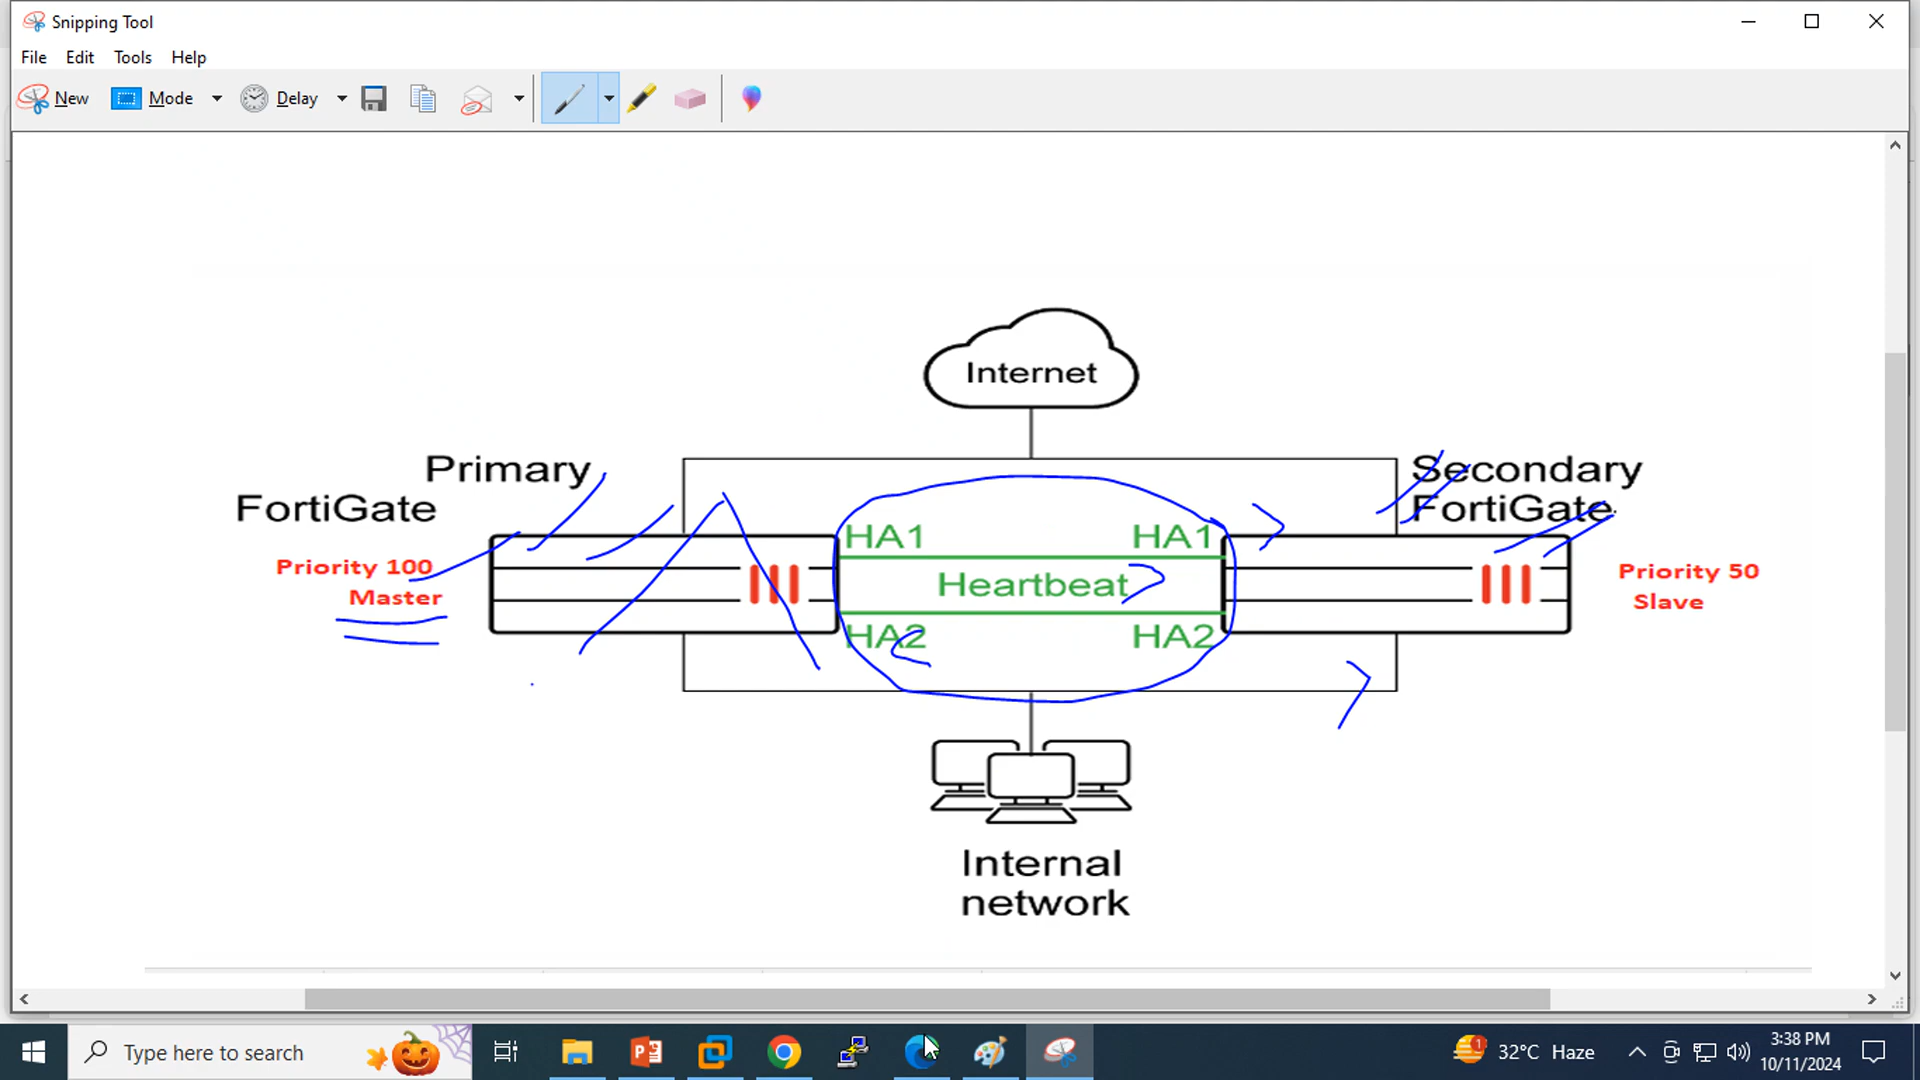 Snipping Tool
File Edit Tools Help
New Mode Delay
Internet
Primary
FortiGate
Priority 100
Master
HA1 HA1
Heartbeat
HA2 HA2
Secondary
FortiGate
Priority 50
Slave
Internal
network
Type here to search
1
32°C Haze
3:38 PM
10/11/2024